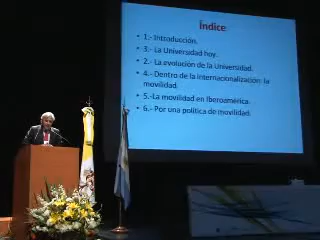 Índice
• 1.- Introducción.
• 3.- La Universidad hoy.
• 2.- La evolución de la Universidad.
• 4.- Dentro de la internacionalización: la
movilidad.
• 5.-La movilidad en Iberoamérica.
• 6.- Por una política de movilidad.